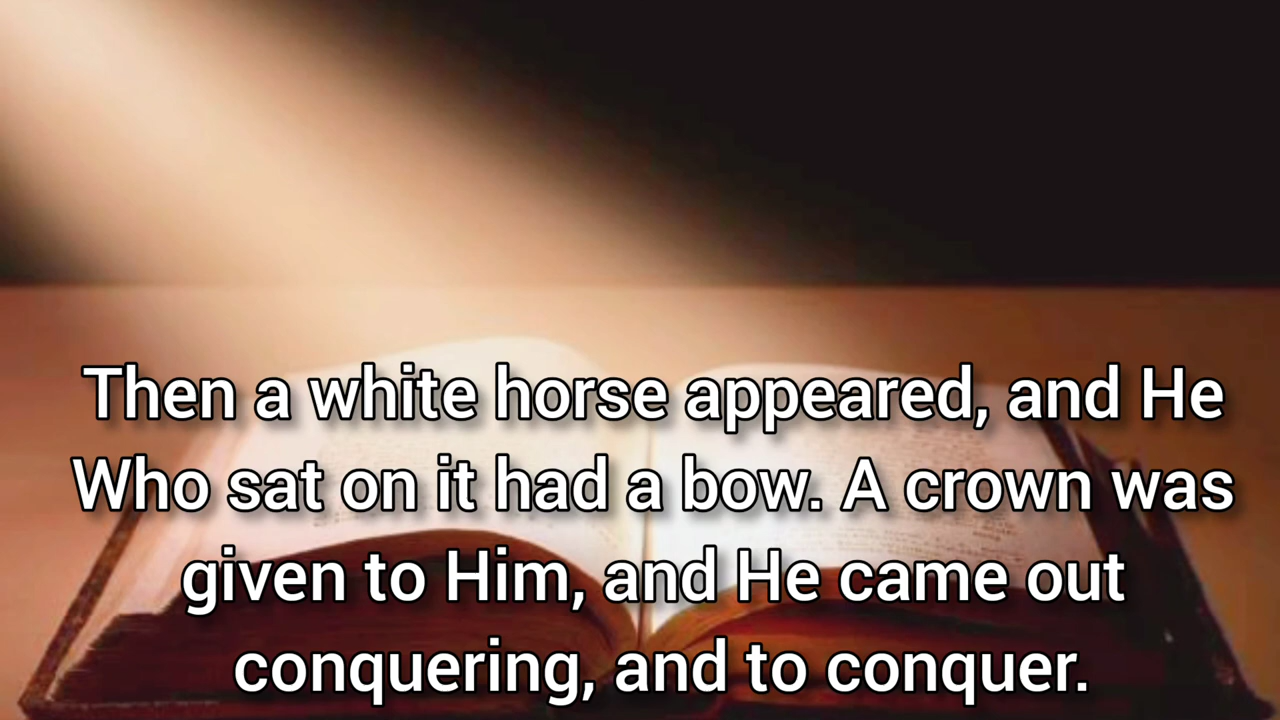 Then a white horse appeared, and He
Who sat on it had a bow. A crown was
given to Him, and He came out
conquering, and to conquer.